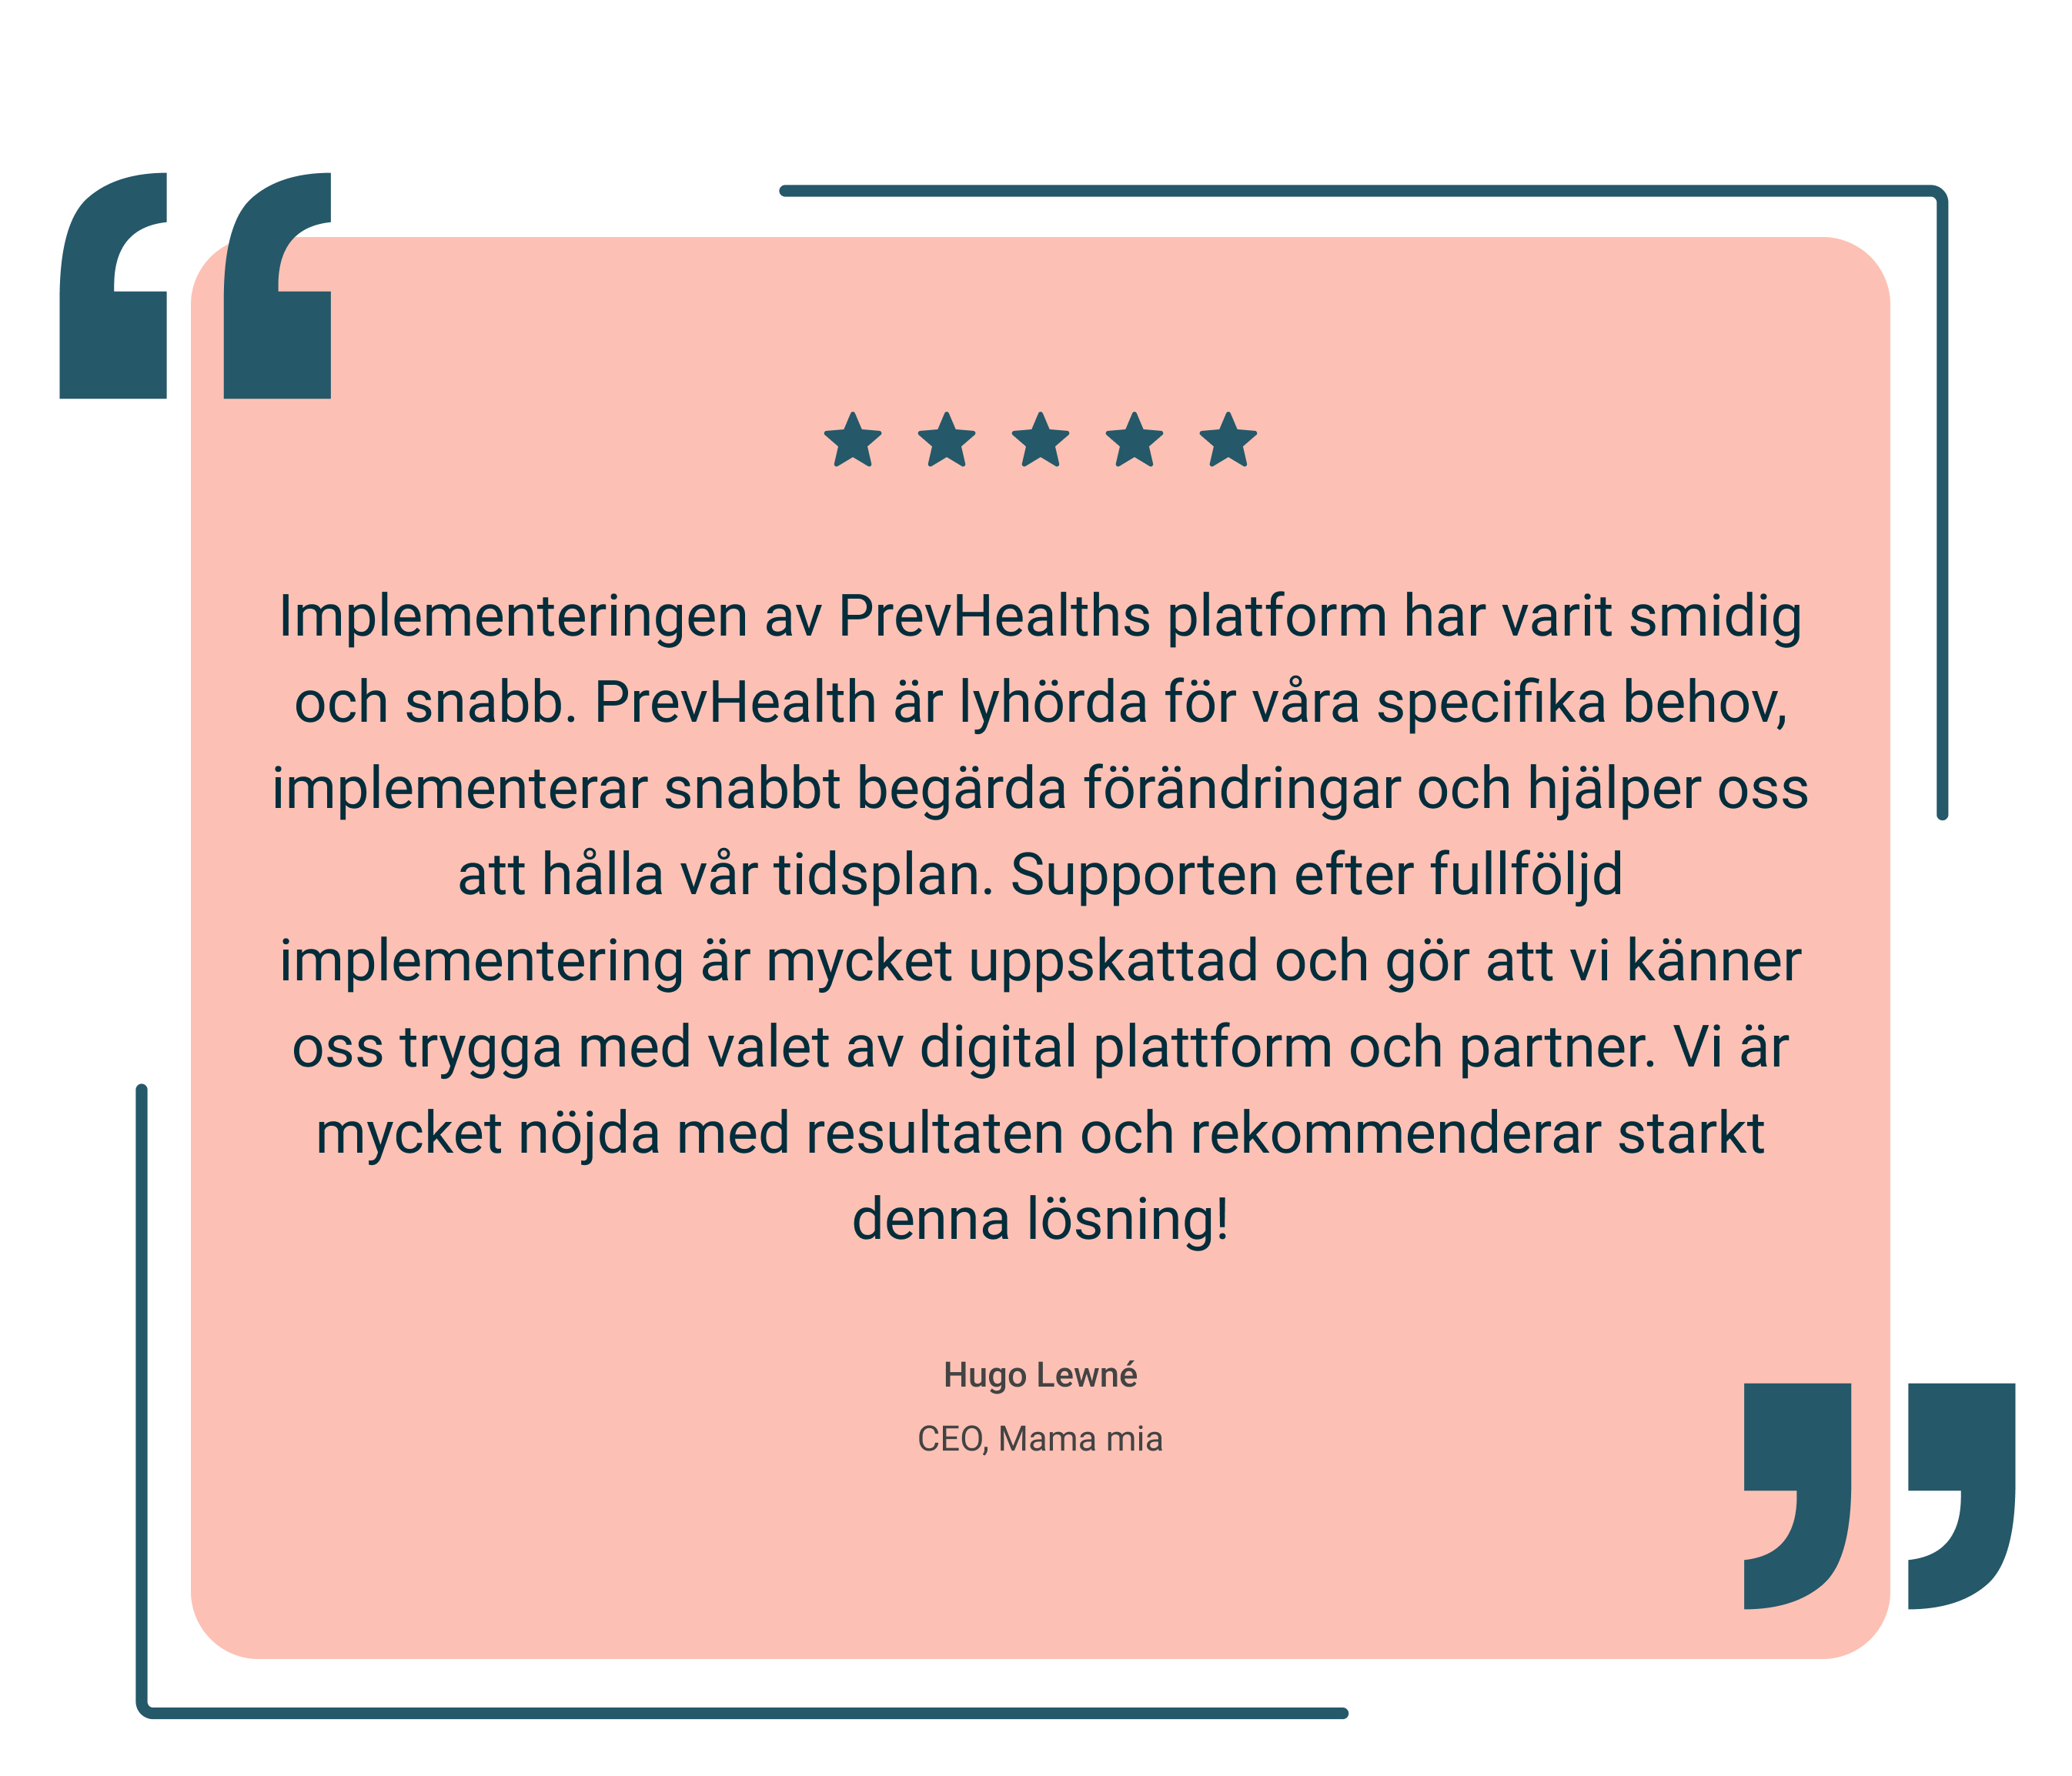 Implementeringen av PrevHealths platform har varit smidig
och snabb. PrevHealth är lyhörda för våra specifika behov,
implementerar snabbt begärda förändringar och hjälper oss
att hålla vår tidsplan. Supporten efter fullföljd
implementering är mycket uppskattad och gör att vi känner
oss trygga med valet av digital plattform och partner. Vi är
mycket nöjda med resultaten och rekommenderar starkt
denna lösning!
Hugo Lewné
CEO, Mama mia